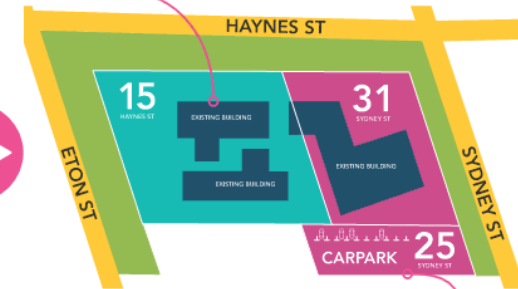 HAYNES ST
15
HAYNES ST
EXISTING BUILDING
EXISTING BUILDING
31
SYDNEY ST
EXISTING BUILDING
ETON ST
SYDNEY ST
CARPARK
25
SYDNEY ST